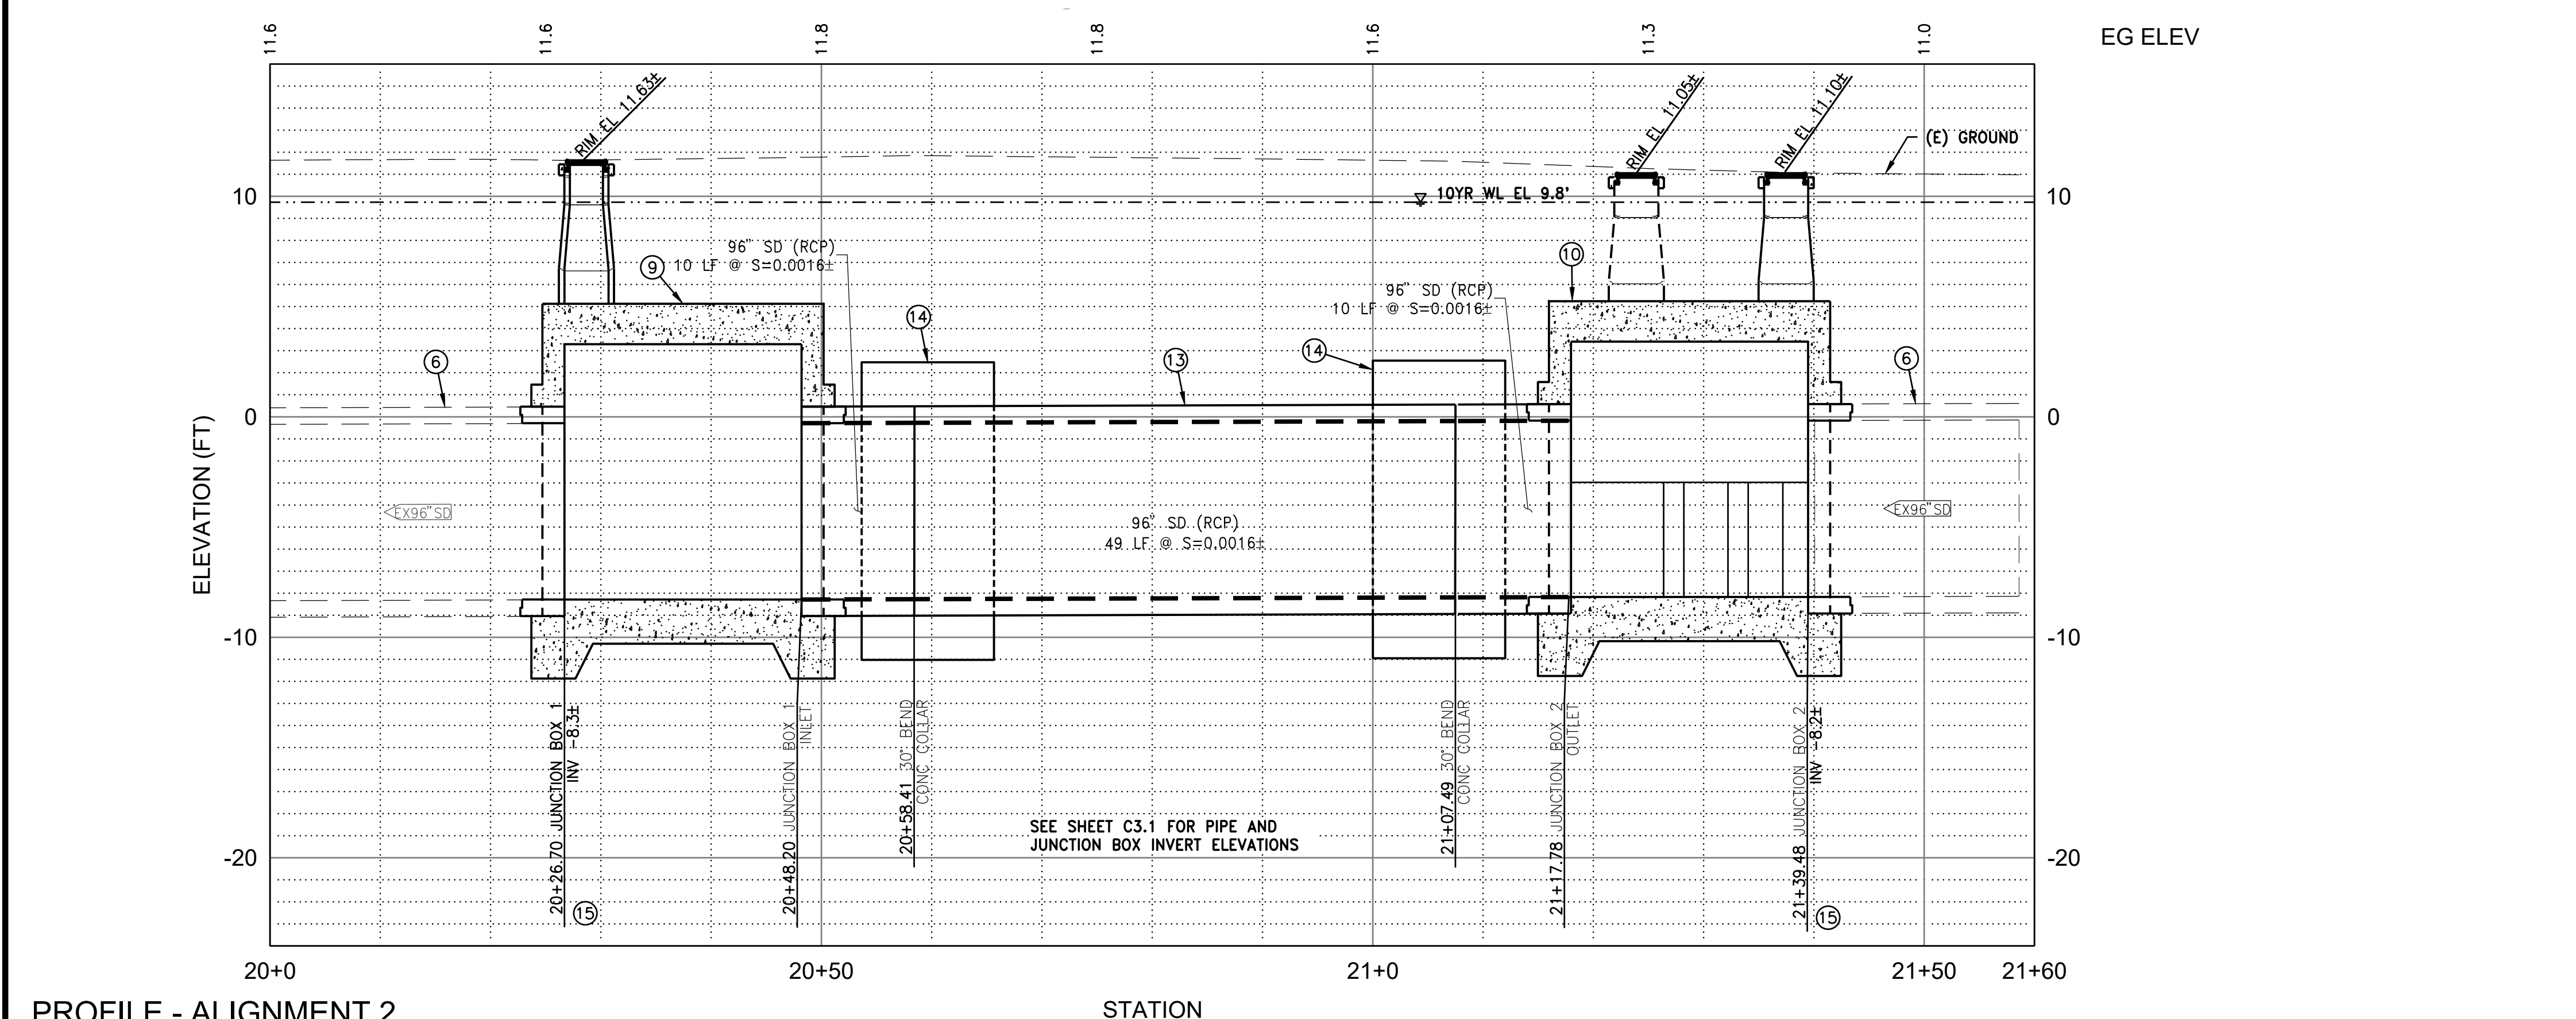 11.6
11.6
11.8
11.8
11.6
11.3
11.0
EG ELEV
RIM EL 11.63±
RIM EL 11.05±
RIM EL 11.10±
(E) GROUND
10
10YR WL EL 9.8'
10
96" SD (RCP)
10 LF @ S=0.0016±
9
10
96" SD (RCP)
10 LF @ S=0.0016±
14
14
13
6
6
0
0
ELEVATION (FT)
EX96"SD
EX96"SD
96" SD (RCP)
49 LF @ S=0.0016±
-10
-10
20+26.70 JUNCTION BOX 1
INV -8.3±
20+48.20 JUNCTION BOX 1
INLET
20+58.41 30° BEND
CONC COLLAR
21+07.49 30° BEND
CONC COLLAR
21+17.78 JUNCTION BOX 2
OUTLET
21+39.48 JUNCTION BOX 2
INV -8.2±
SEE SHEET C3.1 FOR PIPE AND
JUNCTION BOX INVERT ELEVATIONS
-20
-20
15
15
20+0
20+50
21+0
21+50
21+60
STATION
PROFILE - ALIGNMENT 2